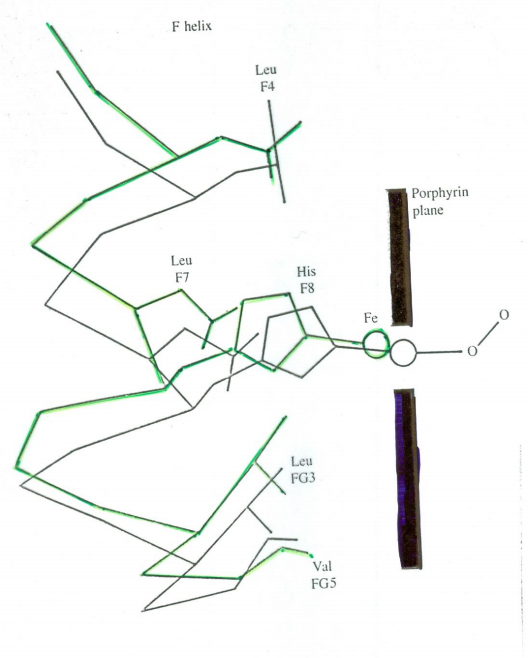 F helix
Leu
F4
Porphyrin
plane
Leu
F7
His
F8
Fe
O
O
Leu
FG3
Val
FG5